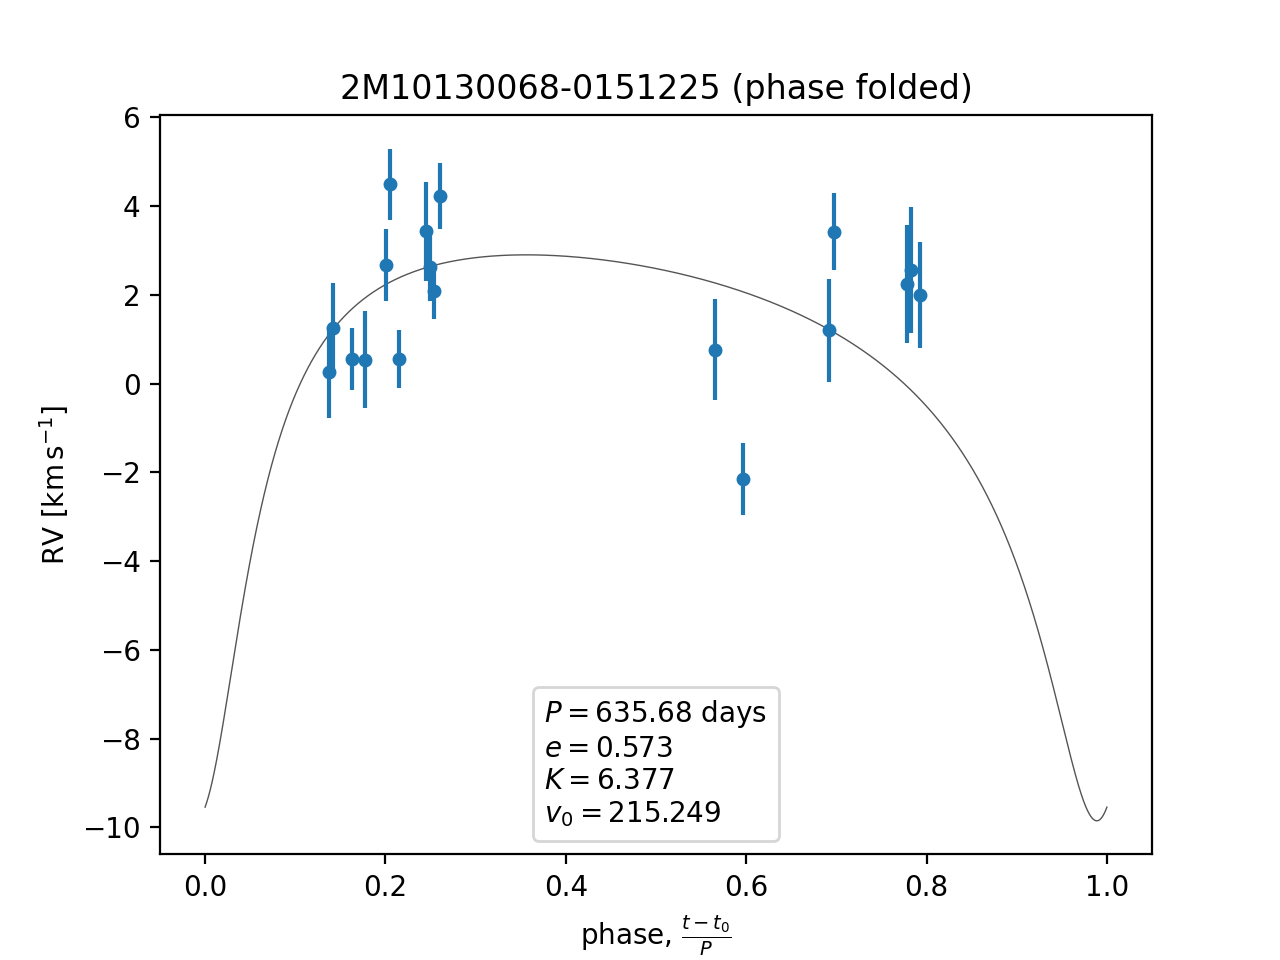 2M10130068-0151225 (phase folded)
6
4
2
0
−2
−4
−6
−8
−10
RV [km s⁻¹]
P = 635.68 days
e = 0.573
K = 6.377
v₀ = 215.249
0.0 0.2 0.4 0.6 0.8 1.0
phase, (t − t₀)/P